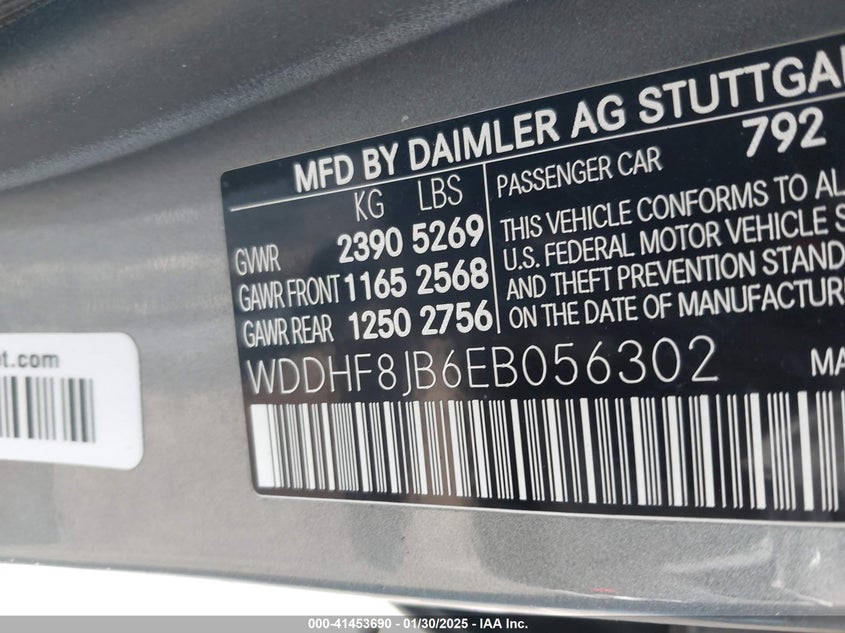 MFD BY DAIMLER AG STUTTGA
KG LBS
GVWR 2390 5269
GAWR FRONT 1165 2568
GAWR REAR 1250 2756
PASSENGER CAR 792
THIS VEHICLE CONFORMS TO AL
U.S. FEDERAL MOTOR VEHICLE S
AND THEFT PREVENTION STAND
ON THE DATE OF MANUFACTUR
WDDHF8JB6EB056302 MA
ot.com
000-41453690 - 01/30/2025 - IAA Inc.